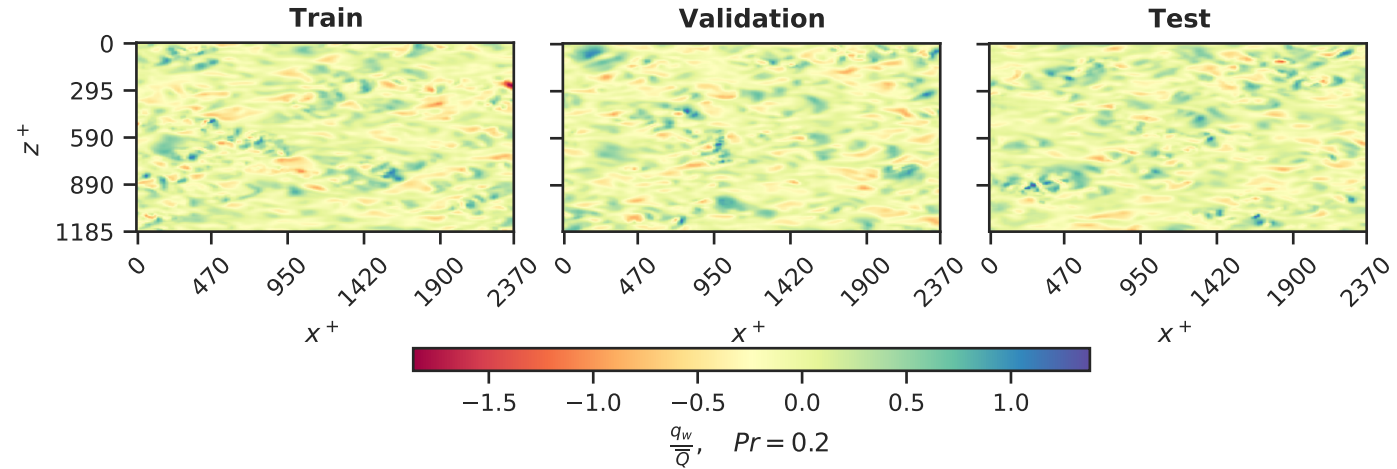 Train Validation Test
z+
0
295
590
890
1185
0 470 950 1420 1900 2370 0 470 950 1420 1900 2370 0 470 950 1420 1900 2370
x+ x+ x+
−1.5 −1.0 −0.5 0.0 0.5 1.0
q_w/Q̅, Pr = 0.2